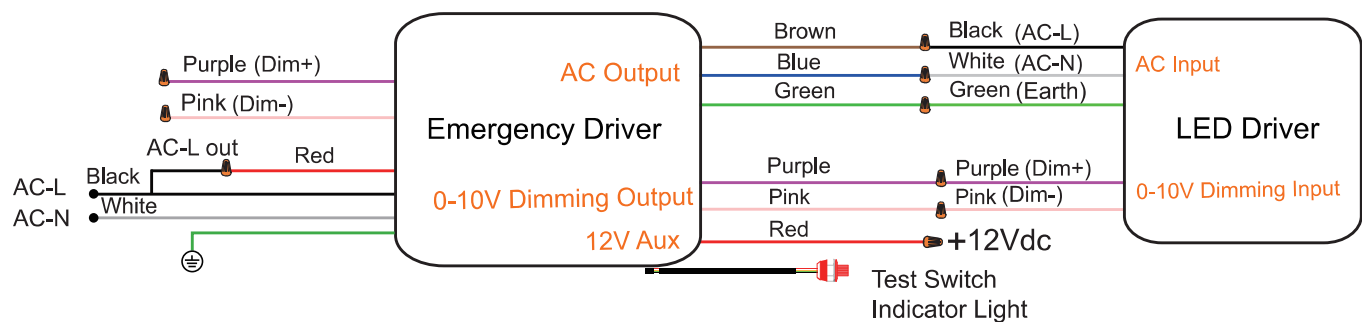 Purple (Dim+)
Pink (Dim-)
AC-L out
Red
Black
AC-L
White
AC-N
AC Output
Emergency Driver
0-10V Dimming Output
12V Aux
Brown
Black (AC-L)
Blue
White (AC-N)
Green
Green (Earth)
Purple
Purple (Dim+)
Pink
Pink (Dim-)
Red
+12Vdc
Test Switch
Indicator Light
AC Input
LED Driver
0-10V Dimming Input